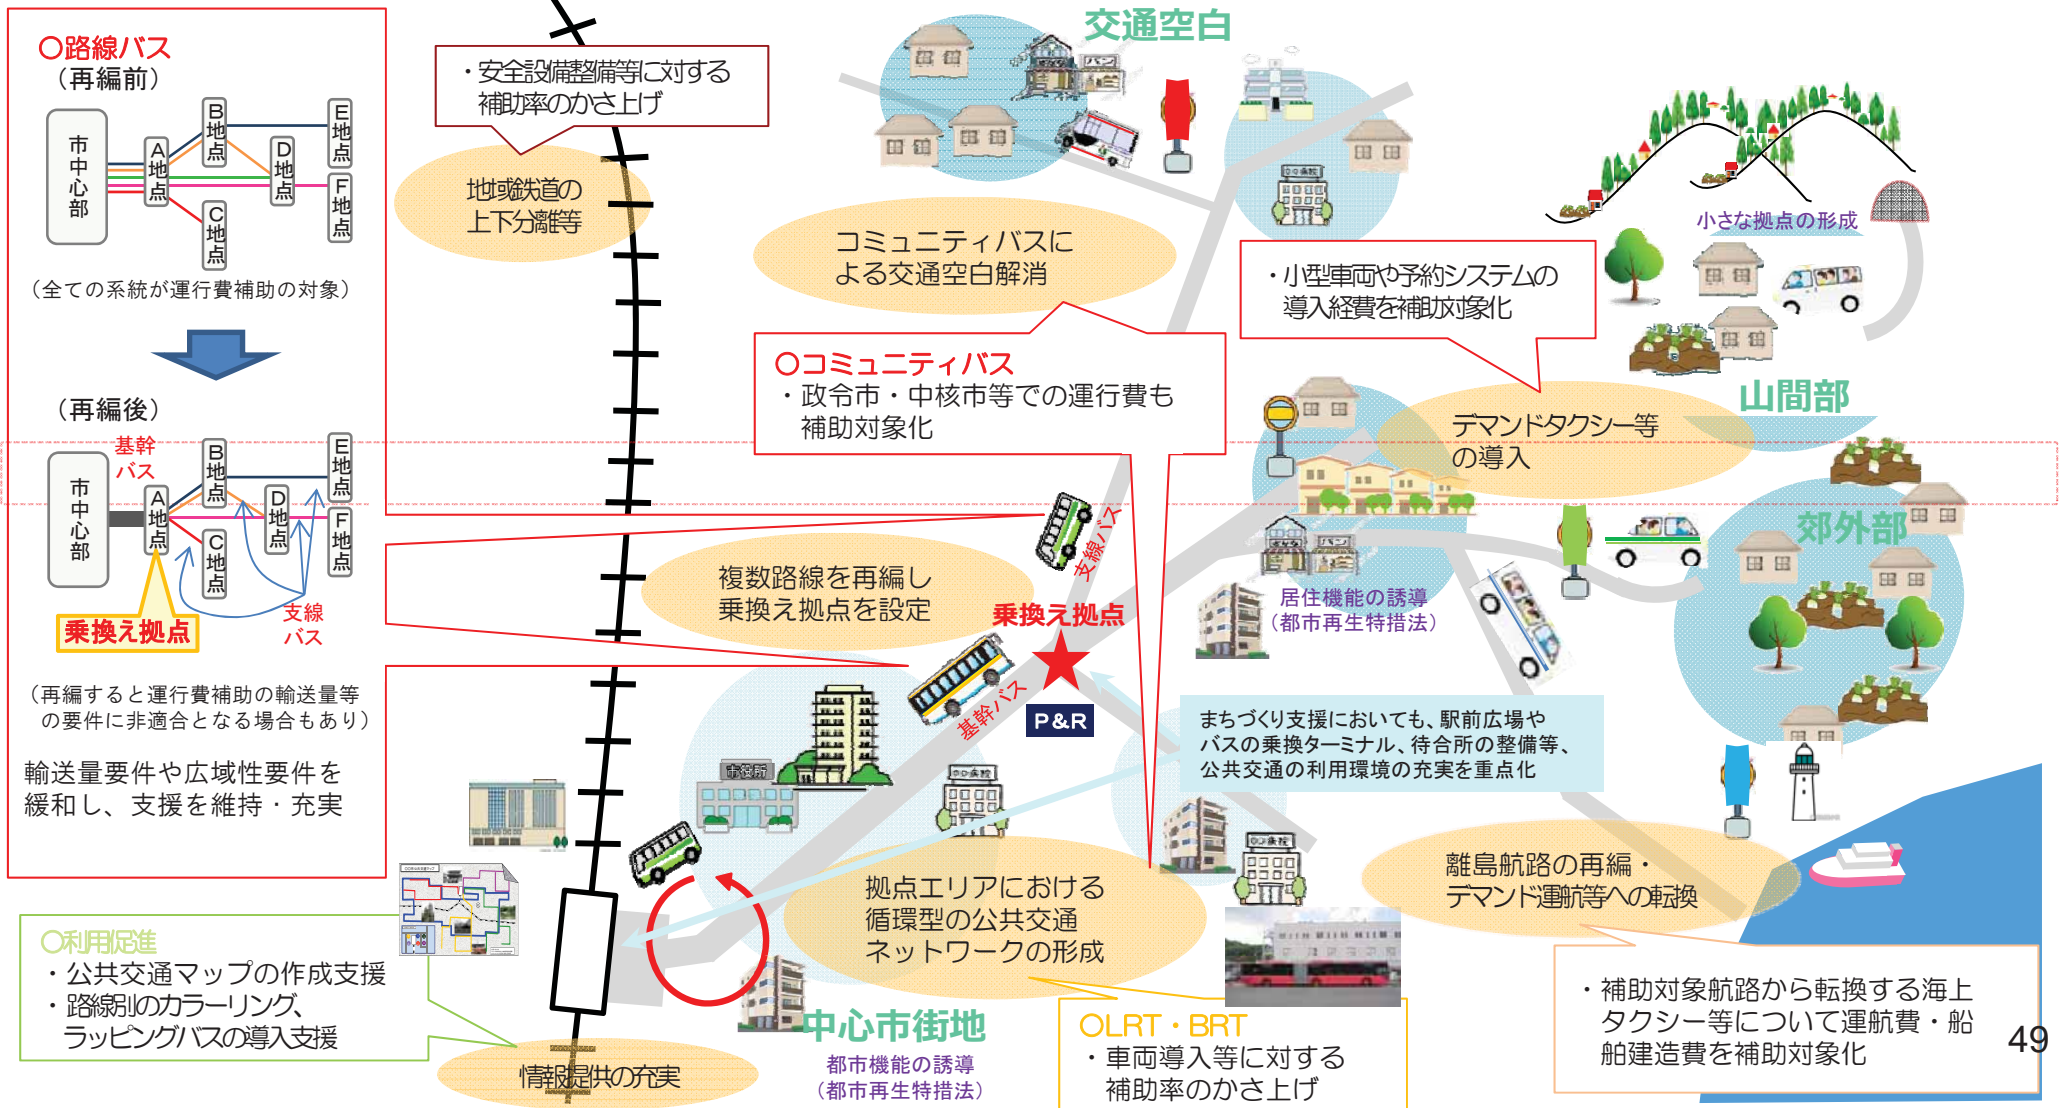 〇路線バス
（再編前）
市中心部
A地点
B地点
C地点
D地点
E地点
F地点
（全ての系統が運行費補助の対象）
（再編後）
基幹
バス
市中心部
A地点
B地点
C地点
D地点
E地点
F地点
乗換え拠点
支線
バス
（再編すると運行費補助の輸送量等
の要件に非適合となる場合もあり）
輸送量要件や広域性要件を
緩和し、支援を維持・充実
・安全設備整備等に対する
補助率のかさ上げ
地域鉄道の
上下分離等
交通空白
パン
〇〇病院
コミュニティバスに
よる交通空白解消
〇コミュニティバス
・政令市・中核市等での運行費も
補助対象化
・小型車両や予約システムの
導入経費を補助対象化
小さな拠点の形成
山間部
デマンドタクシー等
の導入
郊外部
パン
居住機能の誘導
（都市再生特措法）
支線バス
複数路線を再編し
乗換え拠点を設定
乗換え拠点
基幹バス
P&R
まちづくり支援においても、駅前広場や
バスの乗換ターミナル、待合所の整備等、
公共交通の利用環境の充実を重点化
市役所
〇〇病院
〇〇病院
拠点エリアにおける
循環型の公共交通
ネットワークの形成
離島航路の再編・
デマンド運航等への転換
〇利用促進
・公共交通マップの作成支援
・路線別のカラーリング、
ラッピングバスの導入支援
情報提供の充実
中心市街地
都市機能の誘導
（都市再生特措法）
〇LRT・BRT
・車両導入等に対する
補助率のかさ上げ
・補助対象航路から転換する海上
タクシー等について運航費・船
舶建造費を補助対象化
49